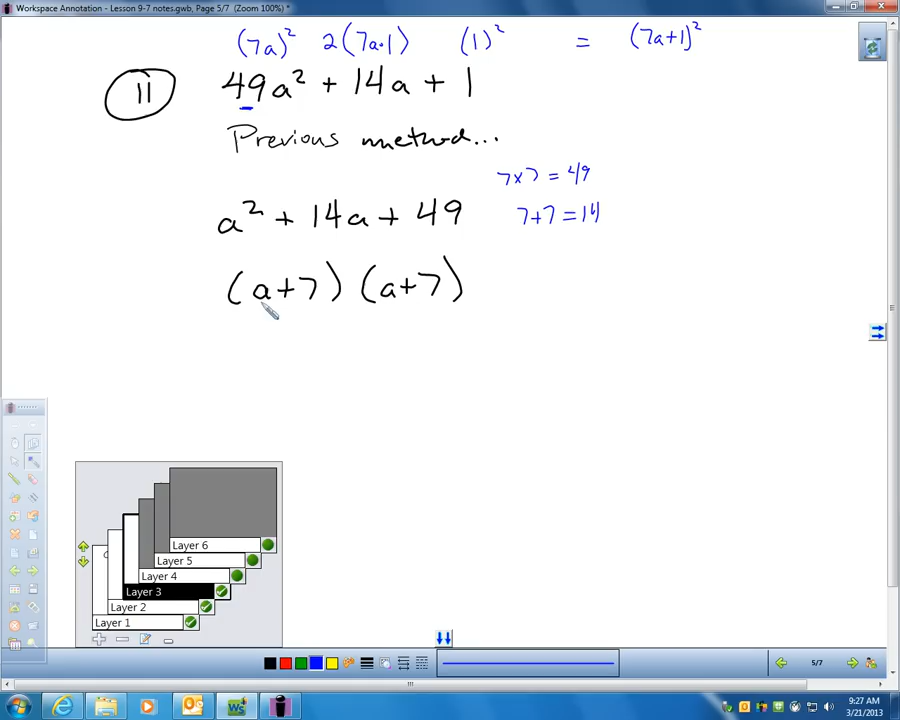 Workspace Annotation - Lesson 9-7 notes.gwb, Page 5/7 (Zoom 100%) *
(7a)² 2(7a·1) (1)² = (7a+1)²
11 49a² + 14a + 1
Previous method...
7×7 = 49
a² + 14a + 49 7+7 = 14
(a+7) (a+7)
Layer 6
Layer 5
Layer 4
Layer 3
Layer 2
Layer 1
5/7
9:27 AM
3/21/2013